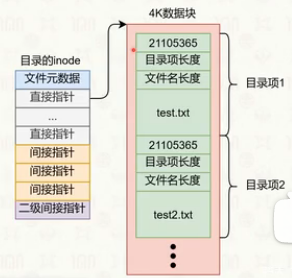 4K数据块
目录的inode
文件元数据
直接指针
...
直接指针
间接指针
间接指针
间接指针
二级间接指针
21105365
目录项长度
文件名长度
test.txt
目录项1
21105365
目录项长度
文件名长度
test2.txt
目录项2